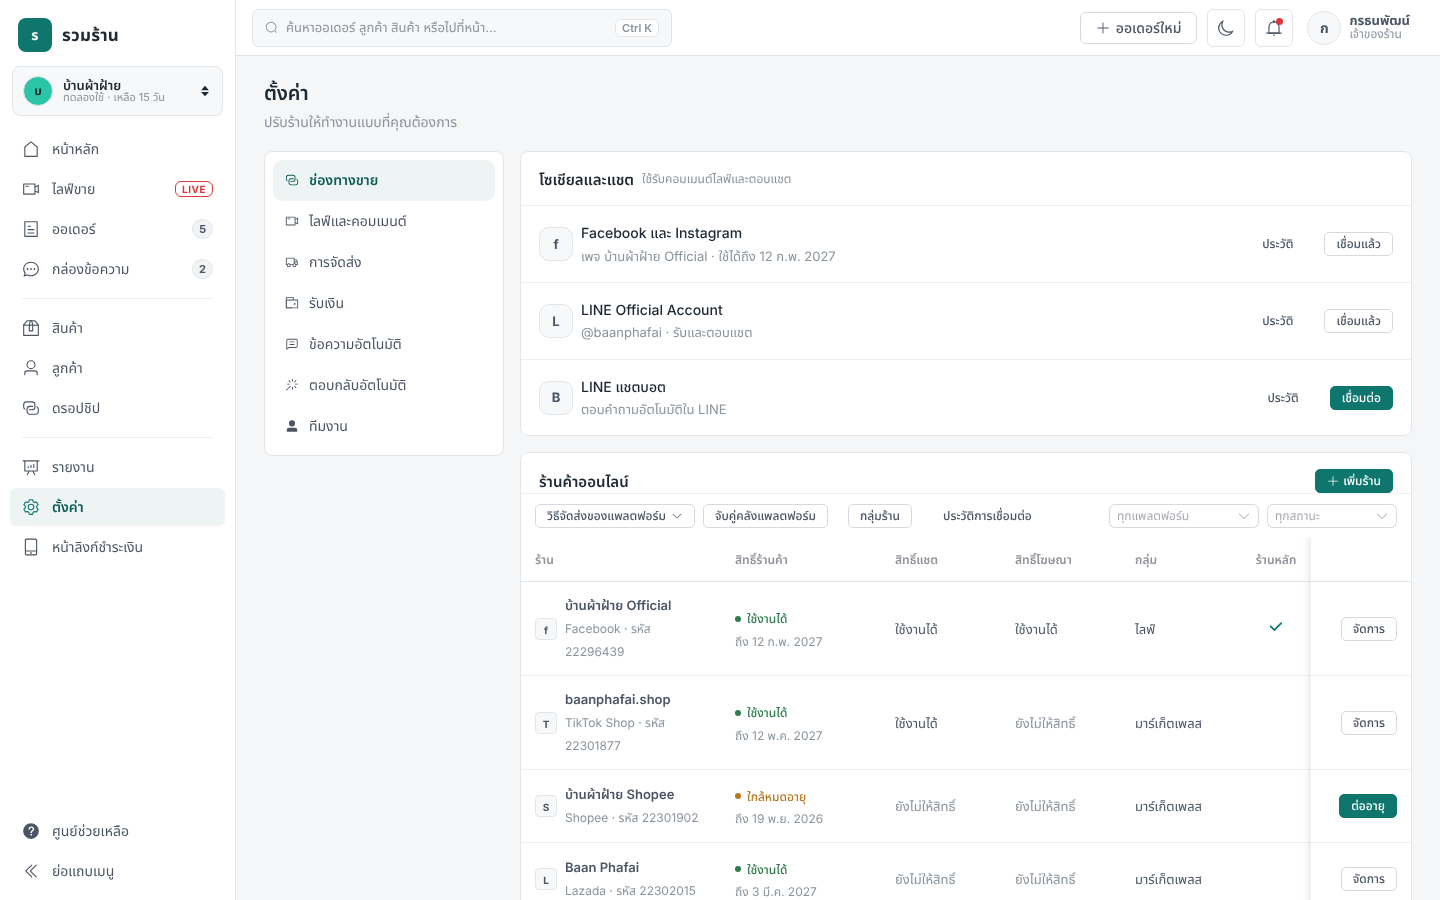 s รวมร้าน
บ บ้านผ้าฝ้าย
ทดลองใช้ · เหลือ 15 วัน
หน้าหลัก
ไลฟ์ขาย LIVE
ออเดอร์ 5
กล่องข้อความ 2
สินค้า
ลูกค้า
ดรอปชิป
รายงาน
ตั้งค่า
หน้าลิงก์ชำระเงิน
ศูนย์ช่วยเหลือ
ย่อแถบเมนู
ค้นหาออเดอร์ ลูกค้า สินค้า หรือไปที่หน้า... Ctrl K
ออเดอร์ใหม่
ก กรธนพัฒน์
เจ้าของร้าน
ตั้งค่า
ปรับร้านให้ทำงานแบบที่คุณต้องการ
ช่องทางขาย
ไลฟ์และคอมเมนต์
การจัดส่ง
รับเงิน
ข้อความอัตโนมัติ
ตอบกลับอัตโนมัติ
ทีมงาน
โซเชียลและแชต ใช้รับคอมเมนต์ไลฟ์และตอบแชต
f Facebook และ Instagram ประวัติ เชื่อมแล้ว
เพจ บ้านผ้าฝ้าย Official · ใช้ได้ถึง 12 ก.พ. 2027
L LINE Official Account ประวัติ เชื่อมแล้ว
@baanphafai · รับและตอบแชต
B LINE แชตบอต ประวัติ เชื่อมต่อ
ตอบคำถามอัตโนมัติใน LINE
ร้านค้าออนไลน์ เพิ่มร้าน
วิธีจัดส่งของแพลตฟอร์ม จับคู่คลังแพลตฟอร์ม กลุ่มร้าน ประวัติการเชื่อมต่อ ทุกแพลตฟอร์ม ทุกสถานะ
ร้าน สิทธิ์ร้านค้า สิทธิ์แชต สิทธิ์โฆษณา กลุ่ม ร้านหลัก
บ้านผ้าฝ้าย Official
f Facebook · รหัส ใช้งานได้ ใช้งานได้ ใช้งานได้ ไลฟ์ จัดการ
22296439 ถึง 12 ก.พ. 2027
baanphafai.shop
T TikTok Shop · รหัส ใช้งานได้ ใช้งานได้ ยังไม่ให้สิทธิ์ มาร์เก็ตเพลส จัดการ
22301877 ถึง 12 พ.ค. 2027
S บ้านผ้าฝ้าย Shopee ใกล้หมดอายุ ยังไม่ให้สิทธิ์ ยังไม่ให้สิทธิ์ มาร์เก็ตเพลส ต่ออายุ
Shopee · รหัส 22301902 ถึง 19 พ.ย. 2026
L Baan Phafai ใช้งานได้ ยังไม่ให้สิทธิ์ ยังไม่ให้สิทธิ์ มาร์เก็ตเพลส จัดการ
Lazada · รหัส 22302015 ถึง 3 มี.ค. 2027